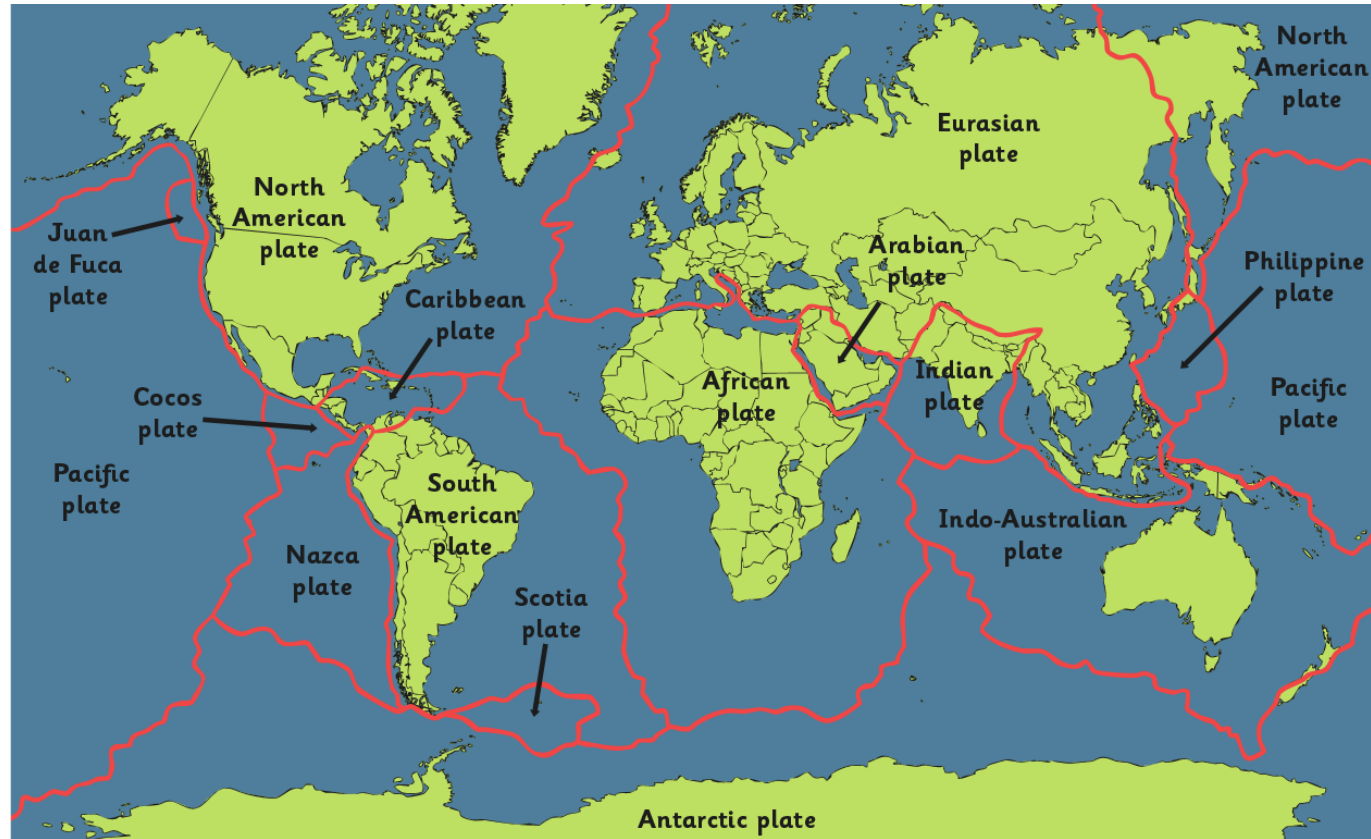 North
American
plate
Eurasian
plate
North
American
plate
Juan
de Fuca
plate
Arabian
plate
Philippine
plate
Caribbean
plate
Cocos
plate
African
plate
Indian
plate
Pacific
plate
Pacific
plate
South
American
plate
Indo-Australian
plate
Nazca
plate
Scotia
plate
Antarctic plate